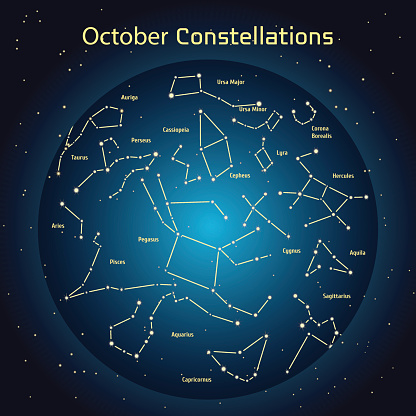 October Constellations
Ursa Major
Auriga
Ursa Minor
Cassiopeia
Corona
Borealis
Perseus
Lyra
Taurus
Cepheus
Hercules
Aries
Pegasus
Cygnus
Aquila
Pisces
Sagittarius
Aquarius
Capricornus